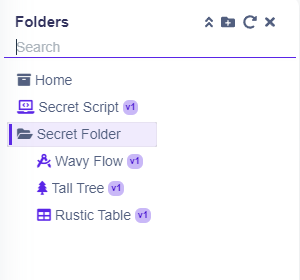 Folders
Search
Home
Secret Script v1
Secret Folder
Wavy Flow v1
Tall Tree v1
Rustic Table v1